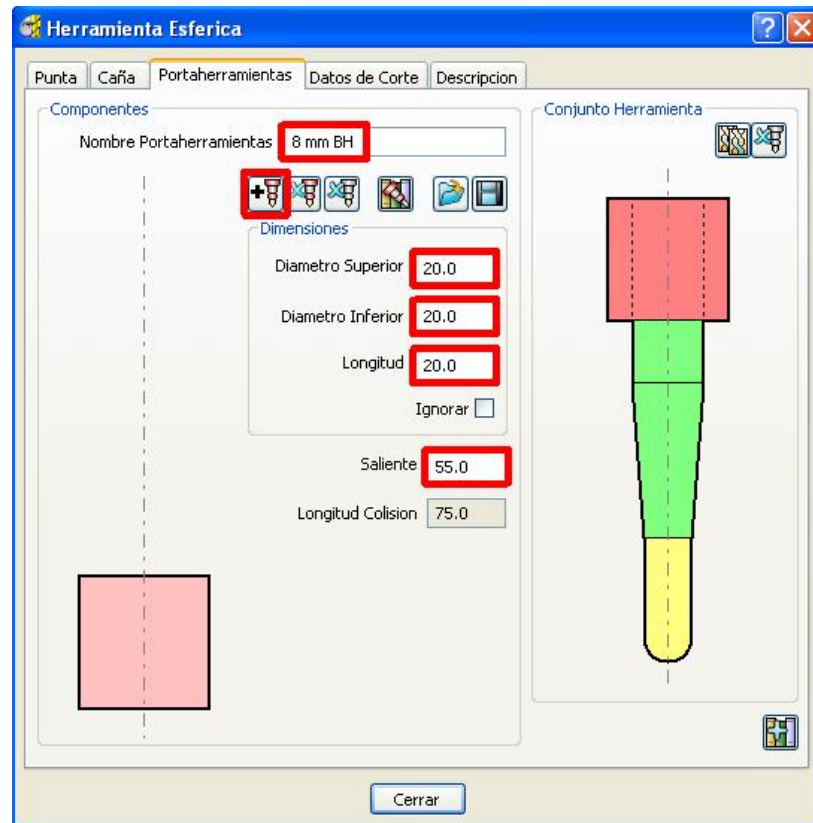 Herramienta Esferica
Punta Caña Portaherramientas Datos de Corte Descripcion
Componentes
Nombre Portaherramientas 8 mm BH
Dimensiones
Diametro Superior 20.0
Diametro Inferior 20.0
Longitud 20.0
Ignorar
Saliente 55.0
Longitud Colision 75.0
Conjunto Herramienta
Cerrar